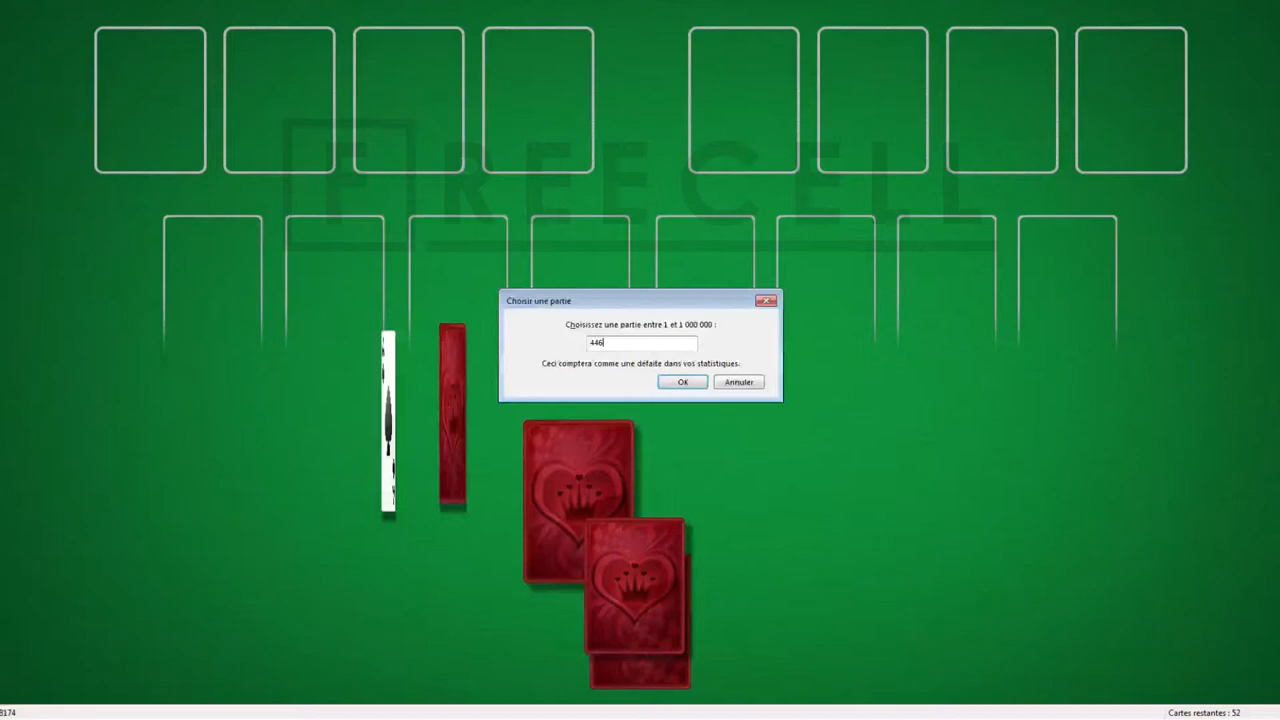 FREECELL
Choisir une partie
Choisissez une partie entre 1 et 1 000 000 :
446
Ceci comptera comme une défaite dans vos statistiques.
OK
Annuler
8174
Cartes restantes : 52